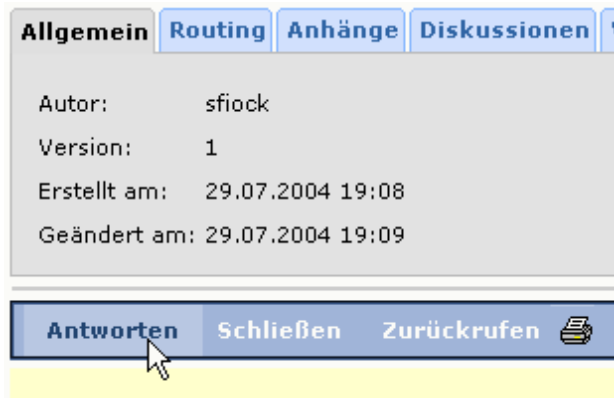 Allgemein Routing Anhänge Diskussionen
Autor: sfiock
Version: 1
Erstellt am: 29.07.2004 19:08
Geändert am: 29.07.2004 19:09
Antworten Schließen Zurückrufen